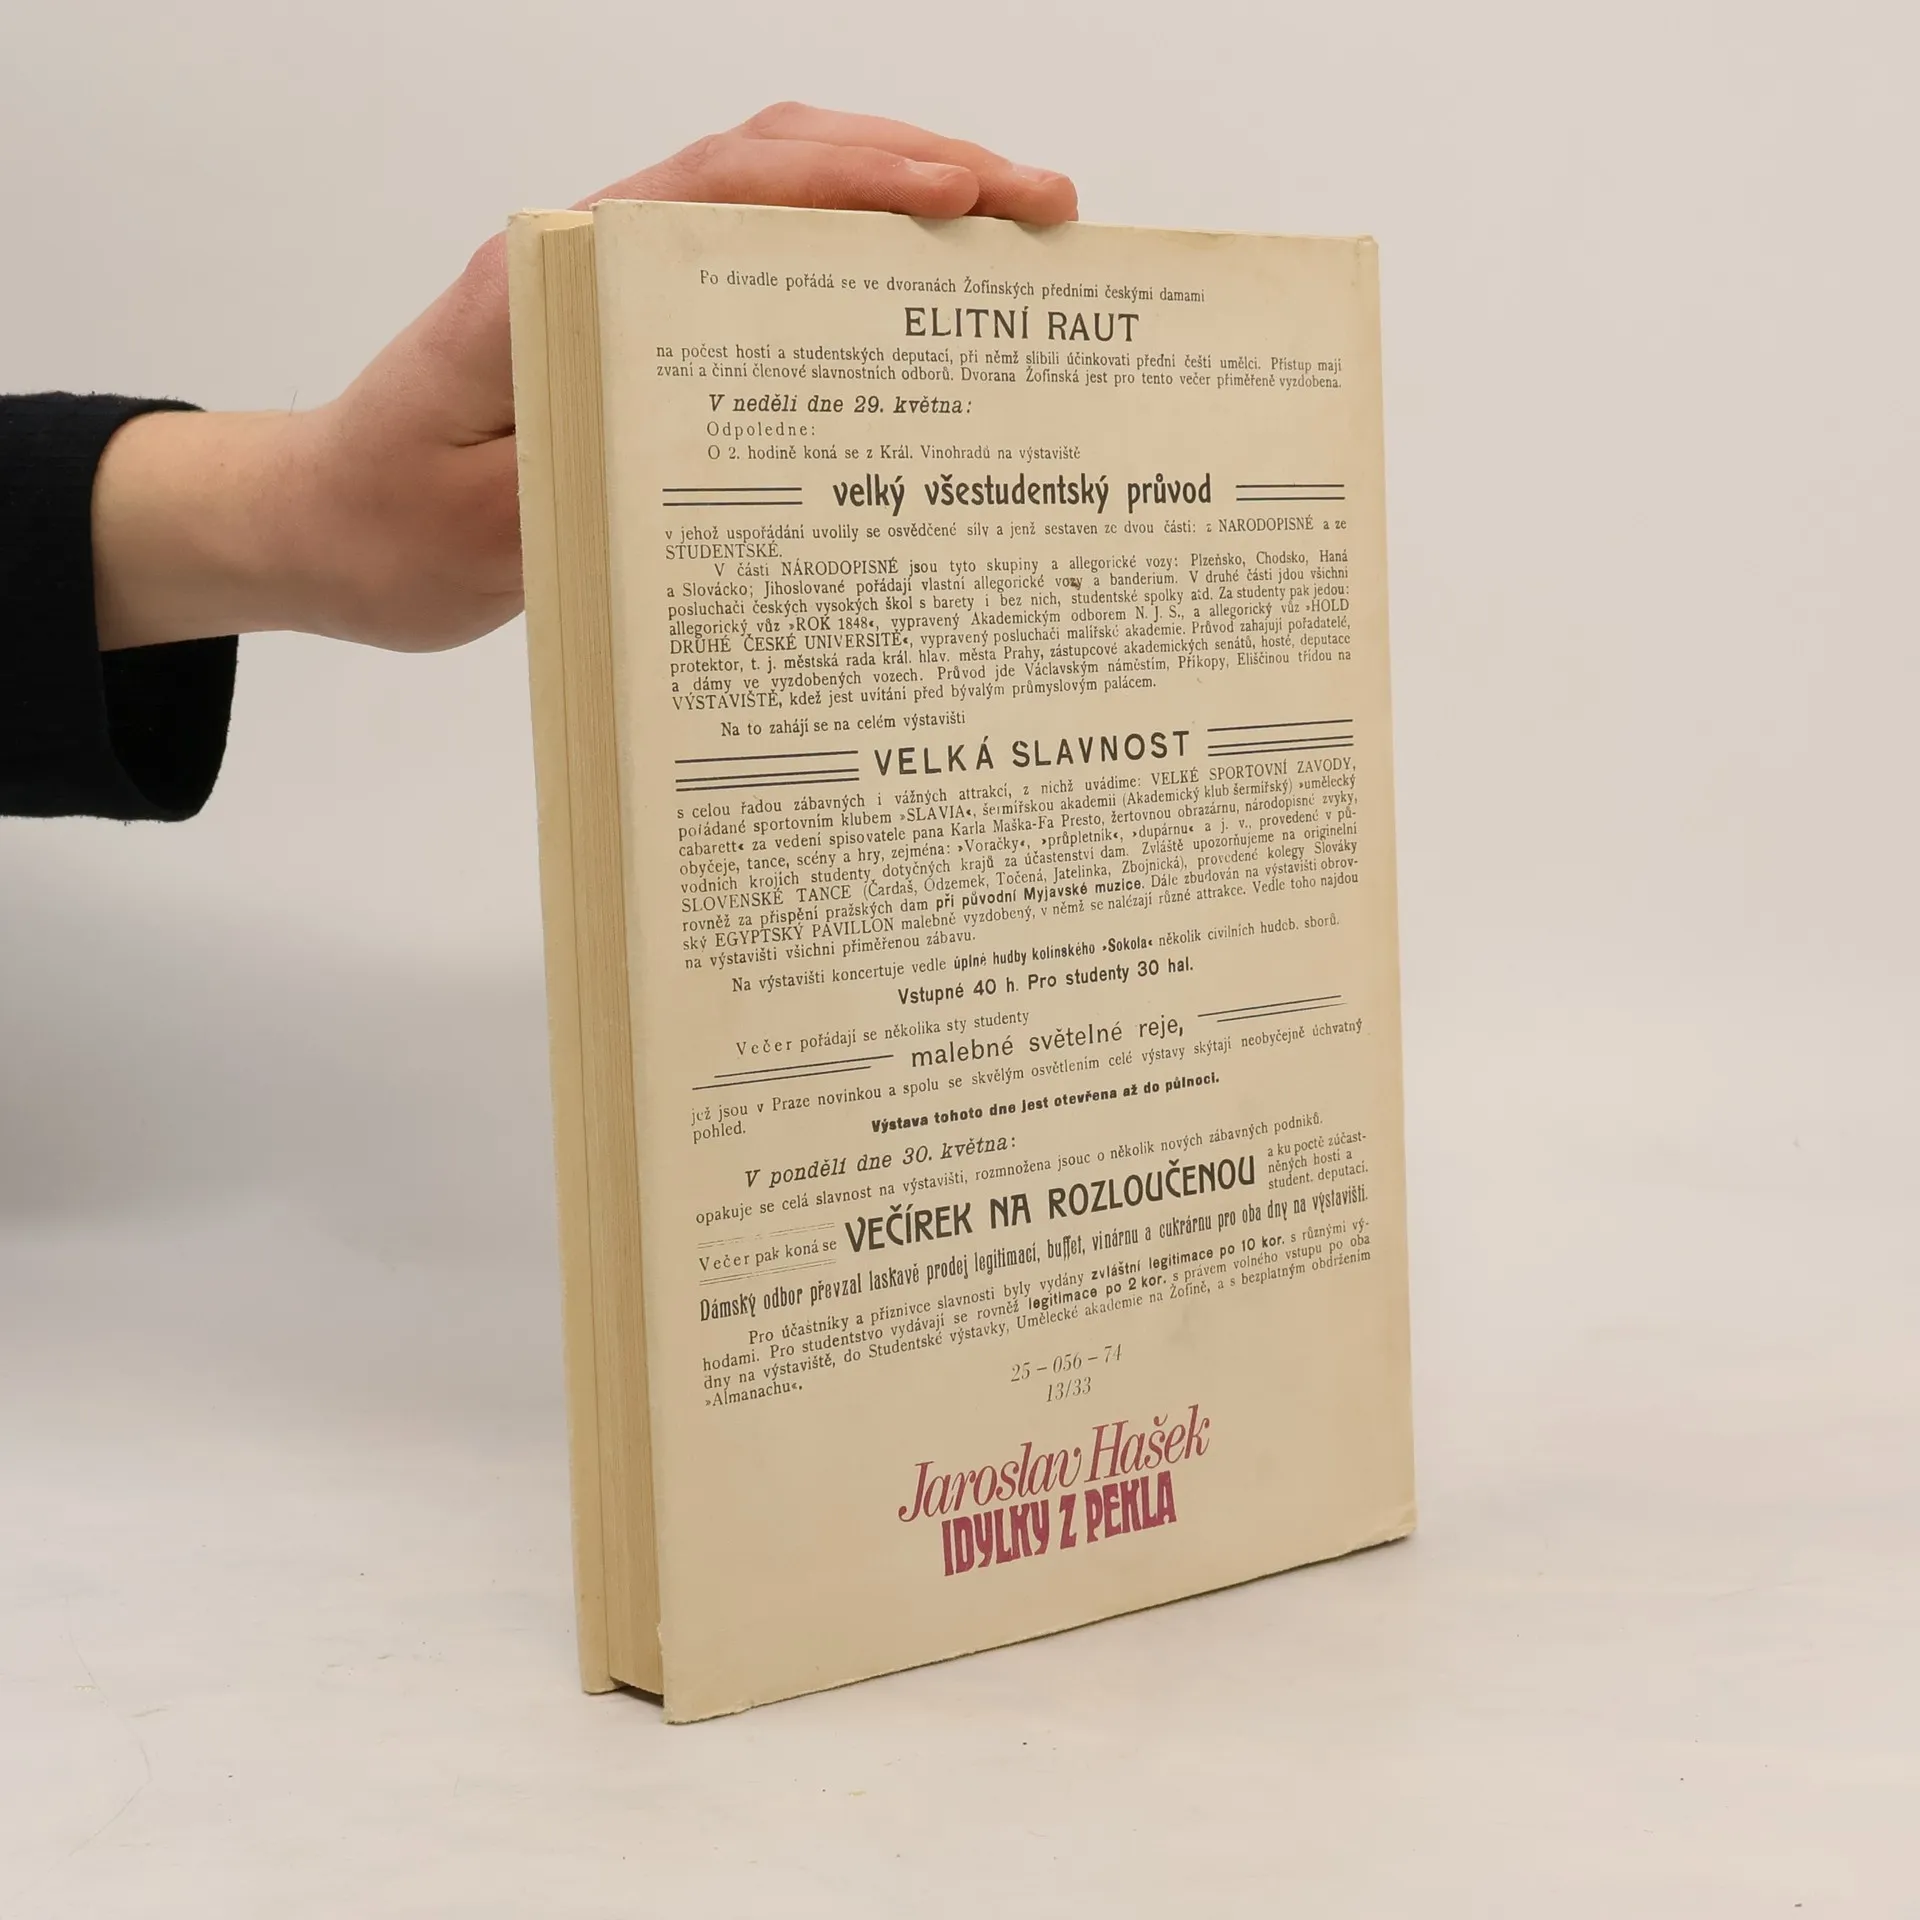 Po divadle pořádá se ve dvoranách Žofínských předními českými damami
ELITNÍ RAUT
na počest hostí a studentských deputací, při němž slíbili účinkovati přední čeští umělci. Přístup mají
zvaní a činní členové slavnostních odborů. Dvorana Žofínská jest pro tento večer přiměřeně vyzdobena.
V neděli dne 29. května:
Odpoledne:
O 2. hodině koná se z Král. Vinohradů na výstaviště
velký všestudentský průvod
v jehož uspořádání uvolily se osvědčené síly a jenž sestaven ze dvou částí: z NÁRODOPISNÉ a ze
STUDENTSKÉ.
V části NÁRODOPISNÉ jsou tyto skupiny a allegorické vozy: Plzeňsko, Chodsko, Haná
a Slovácko; Jihoslované pořádají vlastní allegorické vozy a banderium. V druhé části jdou všichni
posluchači českých vysokých škol s barety i bez nich, studentské spolky atd. Za studenty pak jedou:
allegorický vůz »ROK 1848«, vypravený Akademickým odborem N. J. S., a allegorický vůz »HOLD
DRUHÉ ČESKÉ UNIVERSITĚ«, vypravený posluchači malířské akademie. Průvod zahajují pořadatelé,
protektor, t. j. městská rada král. hlav. města Prahy, zástupcové akademických senátů, hosté, deputace
a dámy ve vyzdobených vozech. Průvod jde Václavským náměstím, Příkopy, Eliščinou třídou na
VÝSTAVIŠTĚ, kdež jest uvítání před bývalým průmyslovým palácem.
Na to zahájí se na celém výstavišti
VELKÁ SLAVNOST
s celou řadou zábavných i vážných attrakcí, z nichž uvádíme: VELKÉ SPORTOVNÍ ZÁVODY,
pořádané sportovním klubem »SLAVIA«, šermířskou akademii (Akademický klub šermířský) »umělecký
cabarett« za vedení spisovatele pana Karla Maška-Fa Presto, žertovnou obrazárnu, národopisné zvyky,
obyčeje, tance, scény a hry, zejména: »Voračky«, »průpletník«, »dupárnu« a j. v., provedené v pů-
vodních krojích studenty dotyčných krajů za účastenství dam. Zvláště upozorňujeme na originelní
SLOVENSKÉ TANCE (Čardaš, Odzemek, Točená, Jatelinka, Zbojnická), provedené kolegy Slováky
rovněž za přispění pražských dam při původní Myjavské muzice. Dále zbudován na výstavišti obrov-
ský EGYPTSKÝ PAVILLON malebně vyzdobený, v němž se nalézají různé attrakce. Vedle toho najdou
na výstavišti všichni přiměřenou zábavu.
Na výstavišti koncertuje vedle úplné hudby kolínského »Sokola« několik civilních hudeb. sborů.
Vstupné 40 h. Pro studenty 30 hal.
Večer pořádají se několika sty studenty
malebné světelné reje,
jež jsou v Praze novinkou a spolu se skvělým osvětlením celé výstavy skýtají neobyčejně úchvatný
pohled.
Výstava tohoto dne jest otevřena až do půlnoci.
V pondělí dne 30. května:
opakuje se celá slavnost na výstavišti, rozmnožena jsouc o několik nových zábavných podniků.
Večer pak koná se VEČÍREK NA ROZLOUČENOU a ku poctě zúčast-
něných hostí a
student. deputací.
Dámský odbor převzal laskavě prodej legitimací, buffet, vinárnu a cukrárnu pro oba dny na výstavišti.
Pro účastníky a příznivce slavnosti byly vydány zvláštní legitimace po 10 kor. s různými vý-
hodami. Pro studentstvo vydávají se rovněž legitimace po 2 kor. s právem volného vstupu po oba
dny na výstaviště, do Studentské výstavky, Umělecké akademie na Žofíně, a s bezplatným obdržením
»Almanachu«.
25 – 056 – 74
13/33
Jaroslav Hašek
IDYLKY Z PEKLA